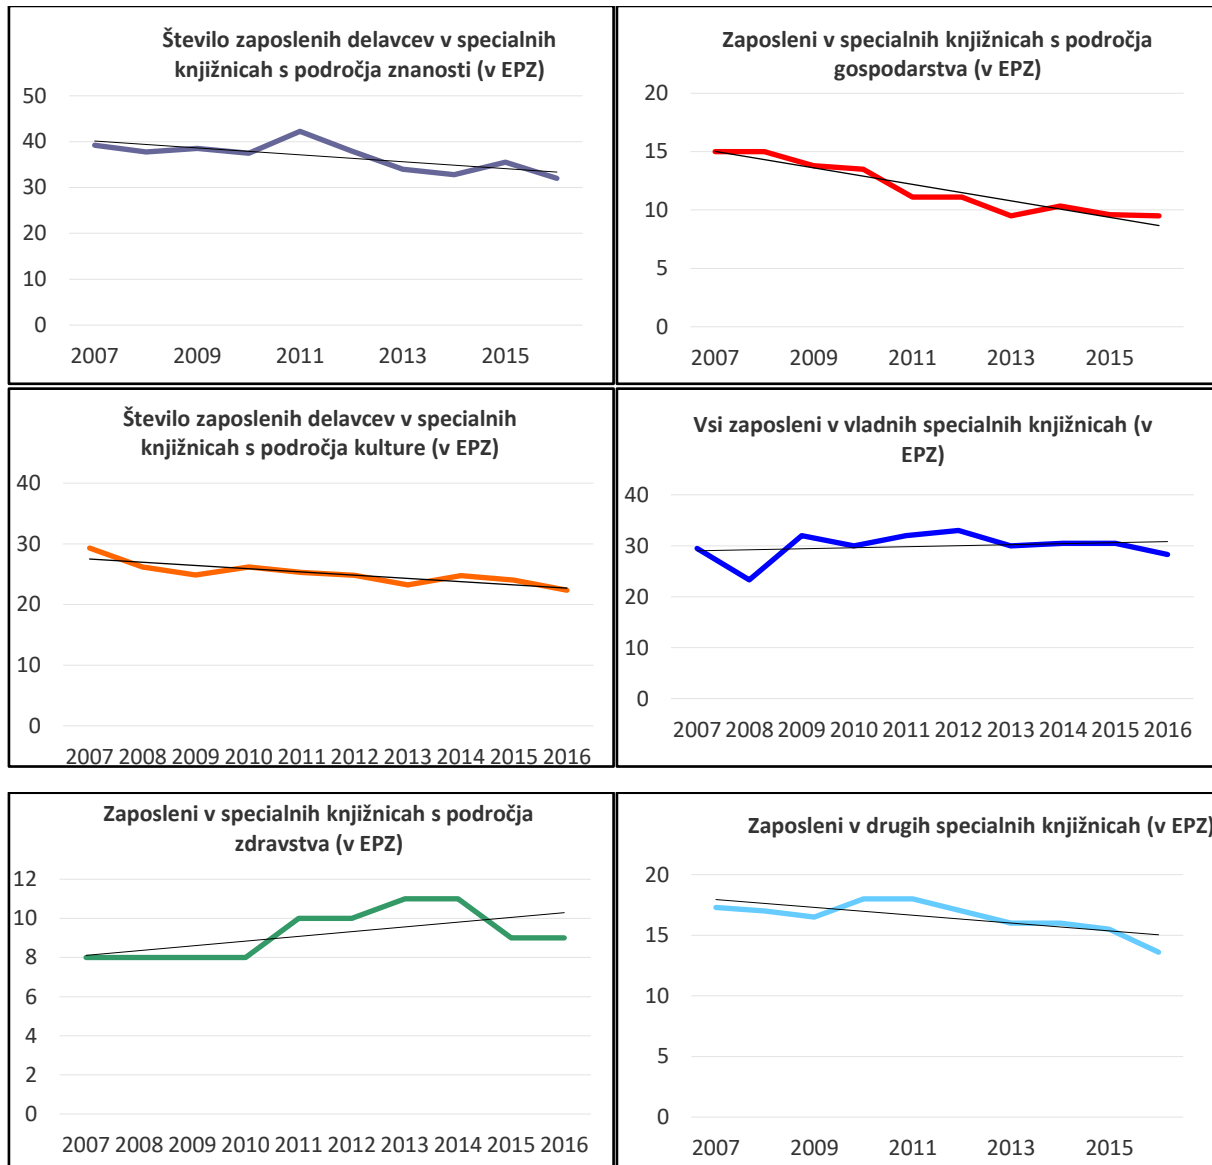 Število zaposlenih delavcev v specialnih
knjižnicah s področja znanosti (v EPZ)
50
40
30
20
10
0
2007 2009 2011 2013 2015
Zaposleni v specialnih knjižnicah s področja
gospodarstva (v EPZ)
20
15
10
5
0
2007 2009 2011 2013 2015
Število zaposlenih delavcev v specialnih
knjižnicah s področja kulture (v EPZ)
40
30
20
10
0
2007 2008 2009 2010 2011 2012 2013 2014 2015 2016
Vsi zaposleni v vladnih specialnih knjižnicah (v
EPZ)
40
30
20
10
0
2007 2008 2009 2010 2011 2012 2013 2014 2015 2016
Zaposleni v specialnih knjižnicah s področja
zdravstva (v EPZ)
12
10
8
6
4
2
0
2007 2008 2009 2010 2011 2012 2013 2014 2015 2016
Zaposleni v drugih specialnih knjižnicah (v EPZ)
20
15
10
5
0
2007 2009 2011 2013 2015